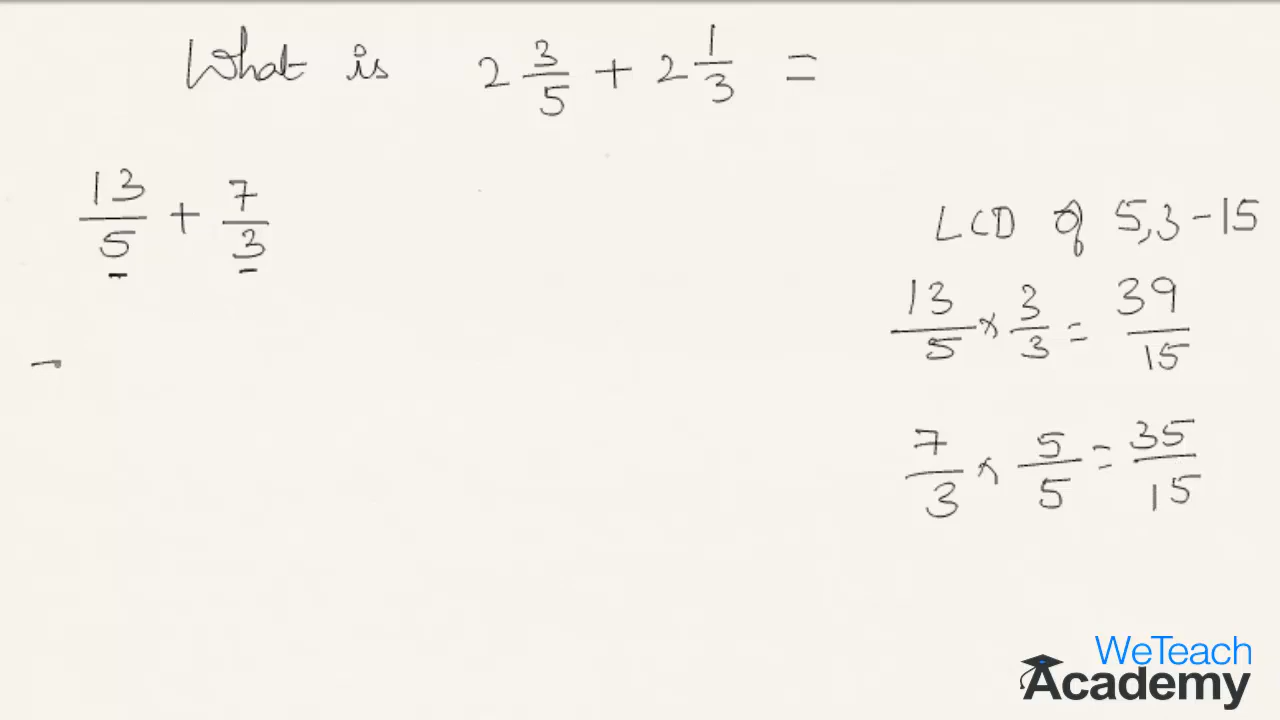 What is 2 3/5 + 2 1/3 =
13/5 + 7/3
LCD of 5,3 - 15
13/5 × 3/3 = 39/15
7/3 × 5/5 = 35/15
WeTeach
Academy